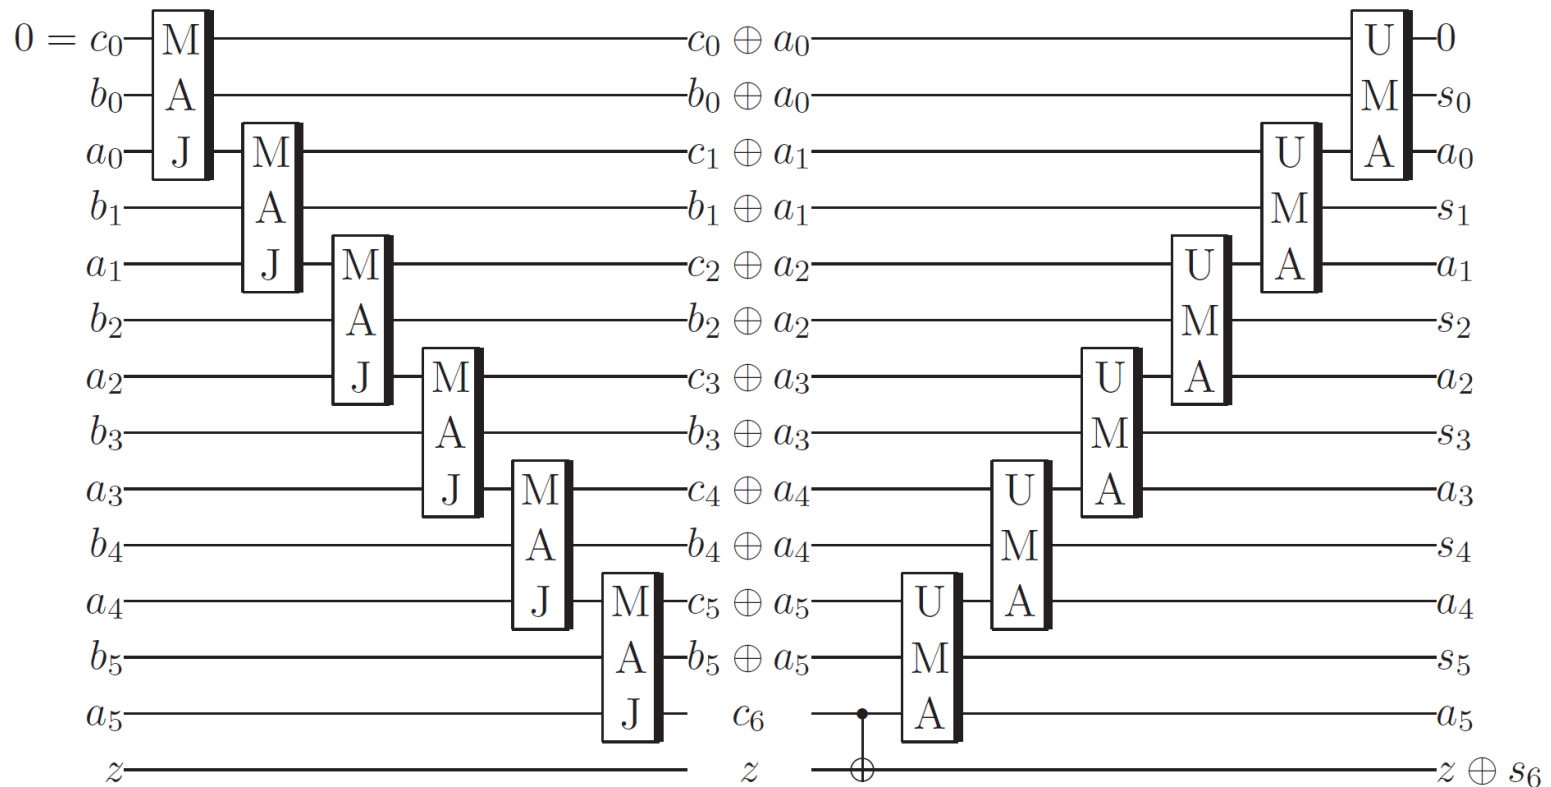 0 = c₀ M c₀ ⊕ a₀ U 0
b₀ A b₀ ⊕ a₀ M s₀
a₀ J M c₁ ⊕ a₁ U A a₀
b₁ A b₁ ⊕ a₁ M s₁
a₁ J M c₂ ⊕ a₂ U A a₁
b₂ A b₂ ⊕ a₂ M s₂
a₂ J M c₃ ⊕ a₃ U A a₂
b₃ A b₃ ⊕ a₃ M s₃
a₃ J M c₄ ⊕ a₄ U A a₃
b₄ A b₄ ⊕ a₄ M s₄
a₄ J M c₅ ⊕ a₅ U A a₄
b₅ A b₅ ⊕ a₅ M s₅
a₅ J c₆ A a₅
z z z ⊕ s₆